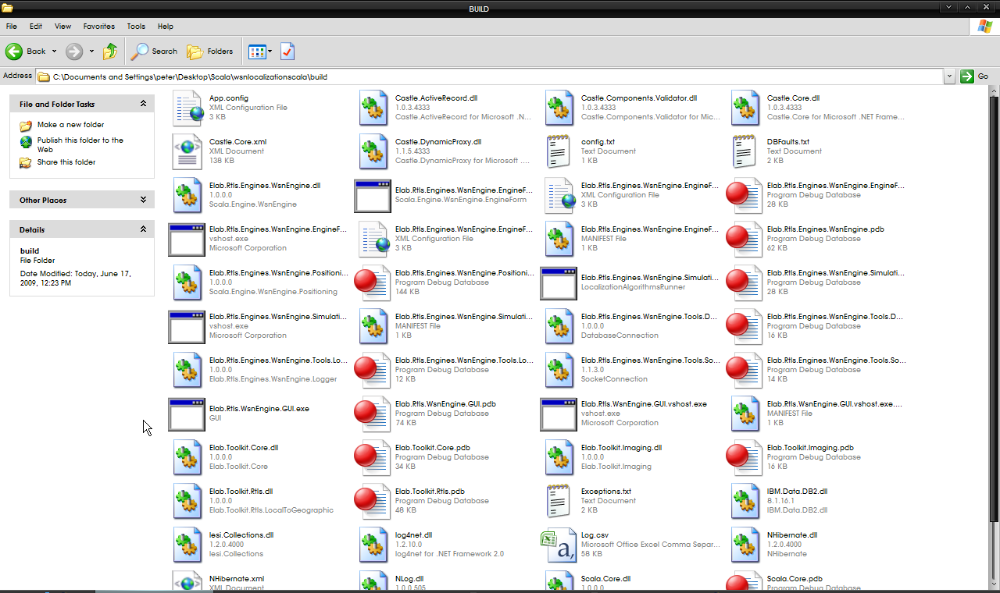 BUILD
File Edit View Favorites Tools Help
Back Search Folders
Address C:\Documents and Settings\peter\Desktop\Scala\wsnlocalizationscala\build Go
File and Folder Tasks
Make a new folder
Publish this folder to the
Web
Share this folder
Other Places
Details
build
File Folder
Date Modified: Today, June 17,
2009, 12:23 PM
App.config
XML Configuration File
3 KB
Castle.ActiveRecord.dll
1.0.3.4333
Castle.ActiveRecord for Microsoft .N...
Castle.Components.Validator.dll
1.0.3.4333
Castle.Components.Validator for Mic...
Castle.Core.dll
1.0.3.4333
Castle.Core for Microsoft .NET Frame...
Castle.Core.xml
XML Document
138 KB
Castle.DynamicProxy.dll
1.1.5.4333
Castle.DynamicProxy for Microsoft ....
config.txt
Text Document
1 KB
DBFaults.txt
Text Document
2 KB
Elab.Rtls.Engines.WsnEngine.dll
1.0.0.0
Scala.Engine.WsnEngine
Elab.Rtls.Engines.WsnEngine.EngineF...
Scala.Engine.WsnEngine.EngineForm
Elab.Rtls.Engines.WsnEngine.EngineF...
XML Configuration File
3 KB
Elab.Rtls.Engines.WsnEngine.EngineF...
Program Debug Database
28 KB
Elab.Rtls.Engines.WsnEngine.EngineF...
vshost.exe
Microsoft Corporation
Elab.Rtls.Engines.WsnEngine.EngineF...
XML Configuration File
3 KB
Elab.Rtls.Engines.WsnEngine.EngineF...
MANIFEST File
1 KB
Elab.Rtls.Engines.WsnEngine.pdb
Program Debug Database
62 KB
Elab.Rtls.Engines.WsnEngine.Positioni...
1.0.0.0
Scala.Engine.WsnEngine.Positioning
Elab.Rtls.Engines.WsnEngine.Positioni...
Program Debug Database
144 KB
Elab.Rtls.Engines.WsnEngine.Simulati...
LocalizationAlgorithmsRunner
Elab.Rtls.Engines.WsnEngine.Simulati...
Program Debug Database
28 KB
Elab.Rtls.Engines.WsnEngine.Simulati...
vshost.exe
Microsoft Corporation
Elab.Rtls.Engines.WsnEngine.Simulati...
MANIFEST File
1 KB
Elab.Rtls.Engines.WsnEngine.Tools.D...
1.0.0.0
DatabaseConnection
Elab.Rtls.Engines.WsnEngine.Tools.D...
Program Debug Database
16 KB
Elab.Rtls.Engines.WsnEngine.Tools.Lo...
1.0.0.0
Elab.Rtls.Engines.WsnEngine.Logger
Elab.Rtls.Engines.WsnEngine.Tools.Lo...
Program Debug Database
12 KB
Elab.Rtls.Engines.WsnEngine.Tools.So...
1.1.3.0
SocketConnection
Elab.Rtls.Engines.WsnEngine.Tools.So...
Program Debug Database
14 KB
Elab.Rtls.WsnEngine.GUI.exe
GUI
Elab.Rtls.WsnEngine.GUI.pdb
Program Debug Database
74 KB
Elab.Rtls.WsnEngine.GUI.vshost.exe
vshost.exe
Microsoft Corporation
Elab.Rtls.WsnEngine.GUI.vshost.exe....
MANIFEST File
1 KB
Elab.Toolkit.Core.dll
1.0.0.0
Elab.Toolkit.Core
Elab.Toolkit.Core.pdb
Program Debug Database
34 KB
Elab.Toolkit.Imaging.dll
1.0.0.0
Elab.Toolkit.Imaging
Elab.Toolkit.Imaging.pdb
Program Debug Database
16 KB
Elab.Toolkit.Rtls.dll
1.0.0.0
Elab.Toolkit.Rtls.LocalToGeographic
Elab.Toolkit.Rtls.pdb
Program Debug Database
48 KB
Exceptions.txt
Text Document
2 KB
IBM.Data.DB2.dll
8.1.16.1
IBM.Data.DB2.dll
Iesi.Collections.dll
1.2.0.4000
Iesi.Collections
log4net.dll
1.2.10.0
log4net for .NET Framework 2.0
Log.csv
Microsoft Office Excel Comma Separ...
58 KB
NHibernate.dll
1.2.0.4000
NHibernate
NHibernate.xml
XML Document
NLog.dll
1.0.0.505
Scala.Core.dll
1.0.0.0
Scala.Core.pdb
Program Debug Database